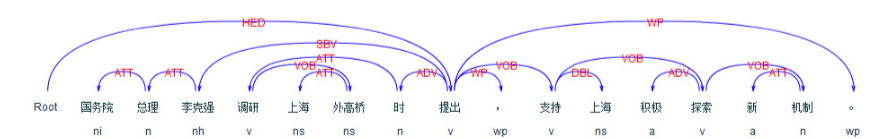 HED WP
SBV
ATT
VOB VOB VOB VOB
ATT ATT ATT ADV WP DBL ADV ATT
Root 国务院 总理 李克强 调研 上海 外高桥 时 提出 , 支持 上海 积极 探索 新 机制 。
ni n nh v ns ns n v wp v ns a v a n wp